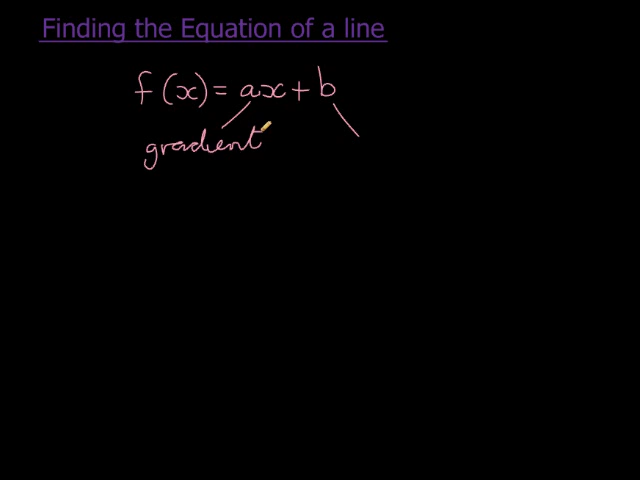 Finding the Equation of a line
f(x) = ax + b
gradient